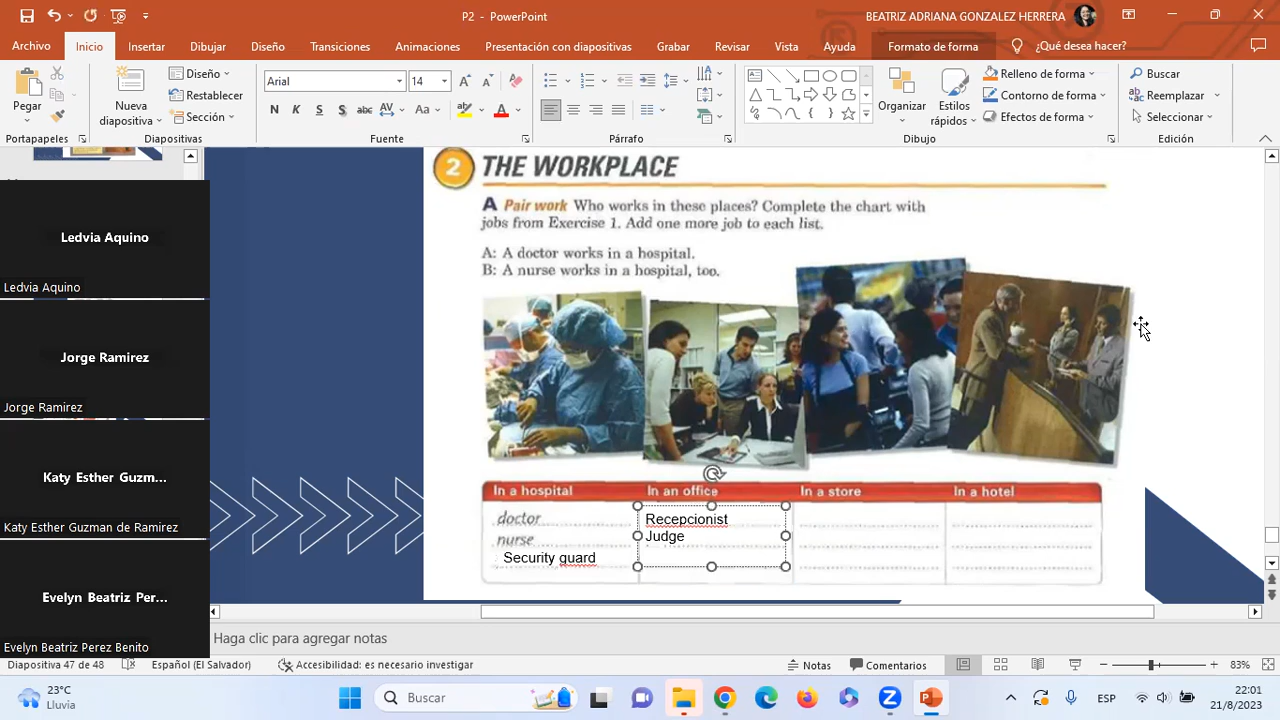 P2 - PowerPoint
BEATRIZ ADRIANA GONZALEZ HERRERA
Archivo Inicio Insertar Dibujar Diseño Transiciones Animaciones Presentación con diapositivas Grabar Revisar Vista Ayuda Formato de forma ¿Qué desea hacer?
Pegar
Portapapeles
Nueva
diapositiva
Diseño
Restablecer
Sección
Diapositivas
Arial 14
N K S abc AV Aa A
Fuente
Párrafo
Organizar
Estilos
rápidos
Relleno de forma
Contorno de forma
Efectos de forma
Dibujo
Buscar
Reemplazar
Seleccionar
Edición
Ledvia Aquino
Ledvia Aquino
Jorge Ramirez
Jorge Ramirez
Katy Esther Guzm...
Katy Esther Guzman de Ramirez
Evelyn Beatriz Per...
Evelyn Beatriz Perez Benito
2 THE WORKPLACE
A Pair work Who works in these places? Complete the chart with
jobs from Exercise 1. Add one more job to each list.
A: A doctor works in a hospital.
B: A nurse works in a hospital, too.
In a hospital In an office In a store In a hotel
doctor Recepcionist
nurse Judge
Security guard
Haga clic para agregar notas
Diapositiva 47 de 48 Español (El Salvador) Accesibilidad: es necesario investigar Notas Comentarios 83%
23°C
Lluvia
Buscar
ESP
22:01
21/8/2023